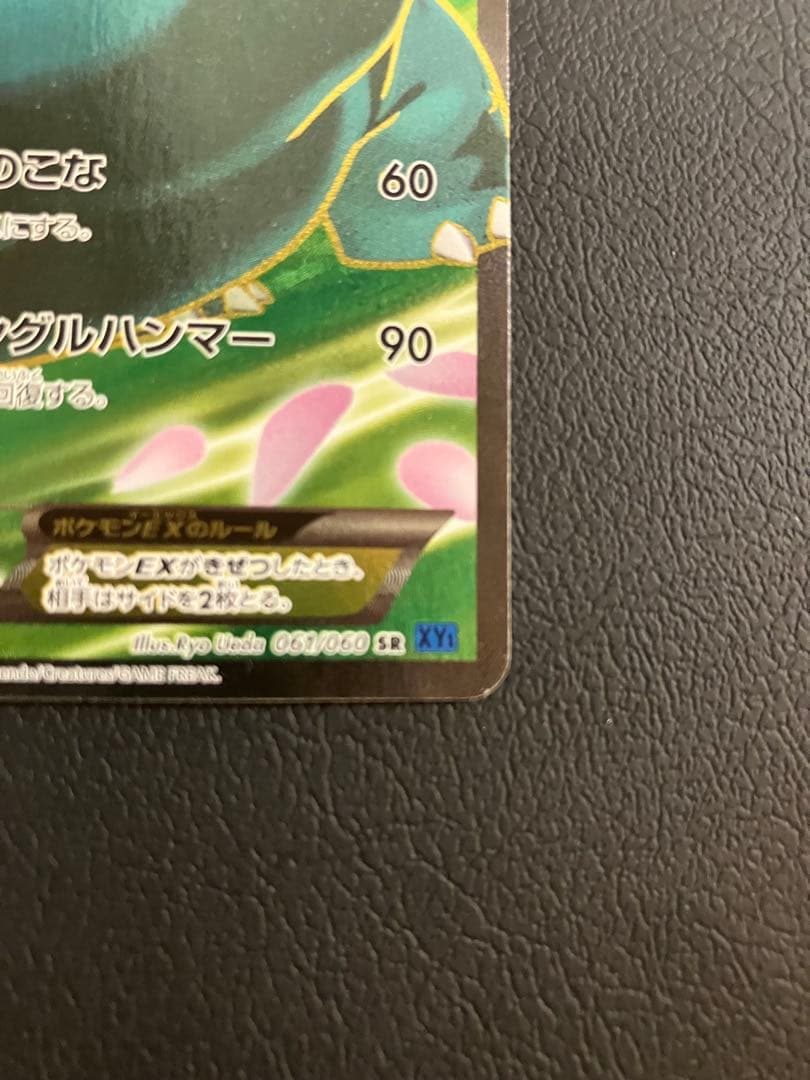 のこな 60
にする。
ングルハンマー 90
回復する。
ポケモンEXのルール
ポケモンEXがきぜつしたとき、
相手はサイドを2枚とる。
Illus. Ryo Ueda 061/060 SR XY1
endo/Creatures/GAME FREAK.